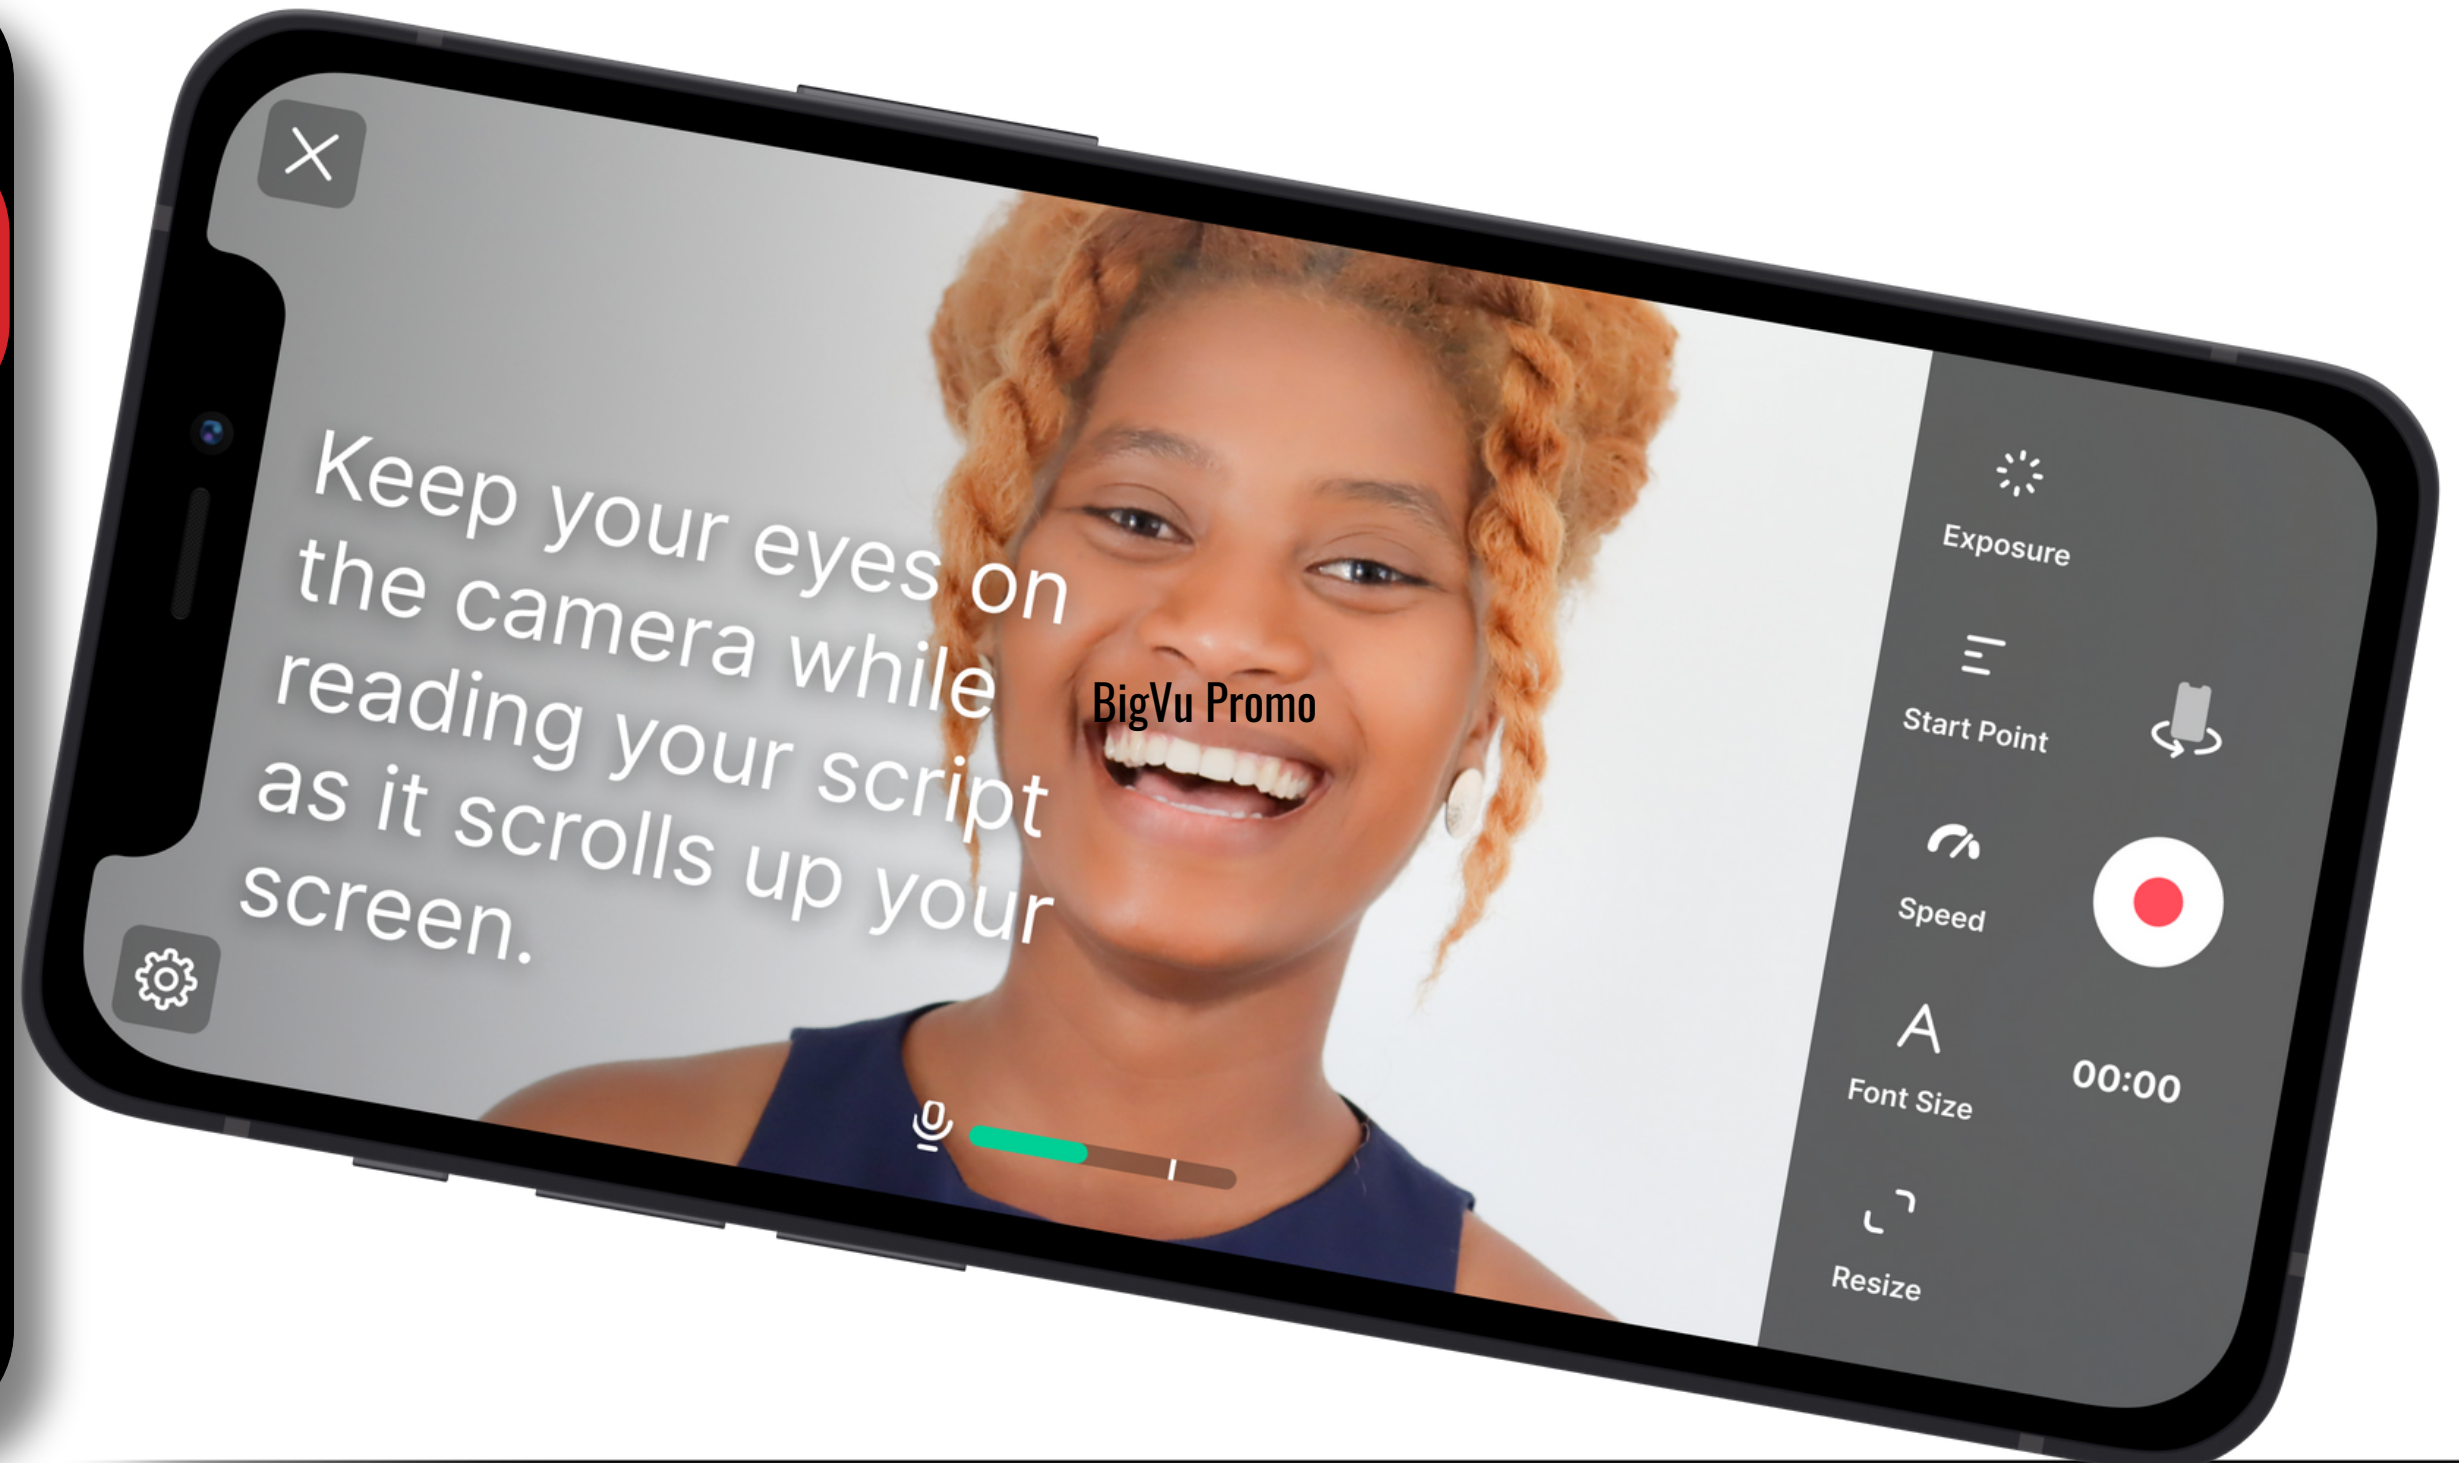 Keep your eyes on
the camera while
reading your script
as it scrolls up your
screen.
BigVu Promo
Exposure
Start Point
Speed
Font Size
00:00
Resize